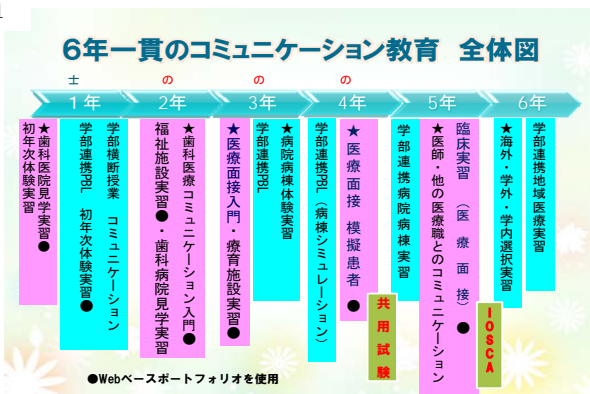 6年一貫のコミュニケーション教育 全体図
士 の の の
1年 2年 3年 4年 5年 6年
★歯科医院見学実習●
初年次体験実習
学部横断授業 コミュニケーション
学部連携PBL 初年次体験実習●
★歯科医療コミュニケーション入門●
福祉施設実習●・歯科病院見学実習
★医療面接入門・療育施設実習●
★病院病棟体験実習
学部連携PBL
学部連携PBL(病棟シミュレーション)
★医療面接 模擬患者●
共用試験
学部連携病院病棟実習
臨床実習(医療面接)●
★医師・他の医療職とのコミュニケーション
IOSCA
★海外・学外・学内選択実習
学部連携地域医療実習
●Webベースポートフォリオを使用